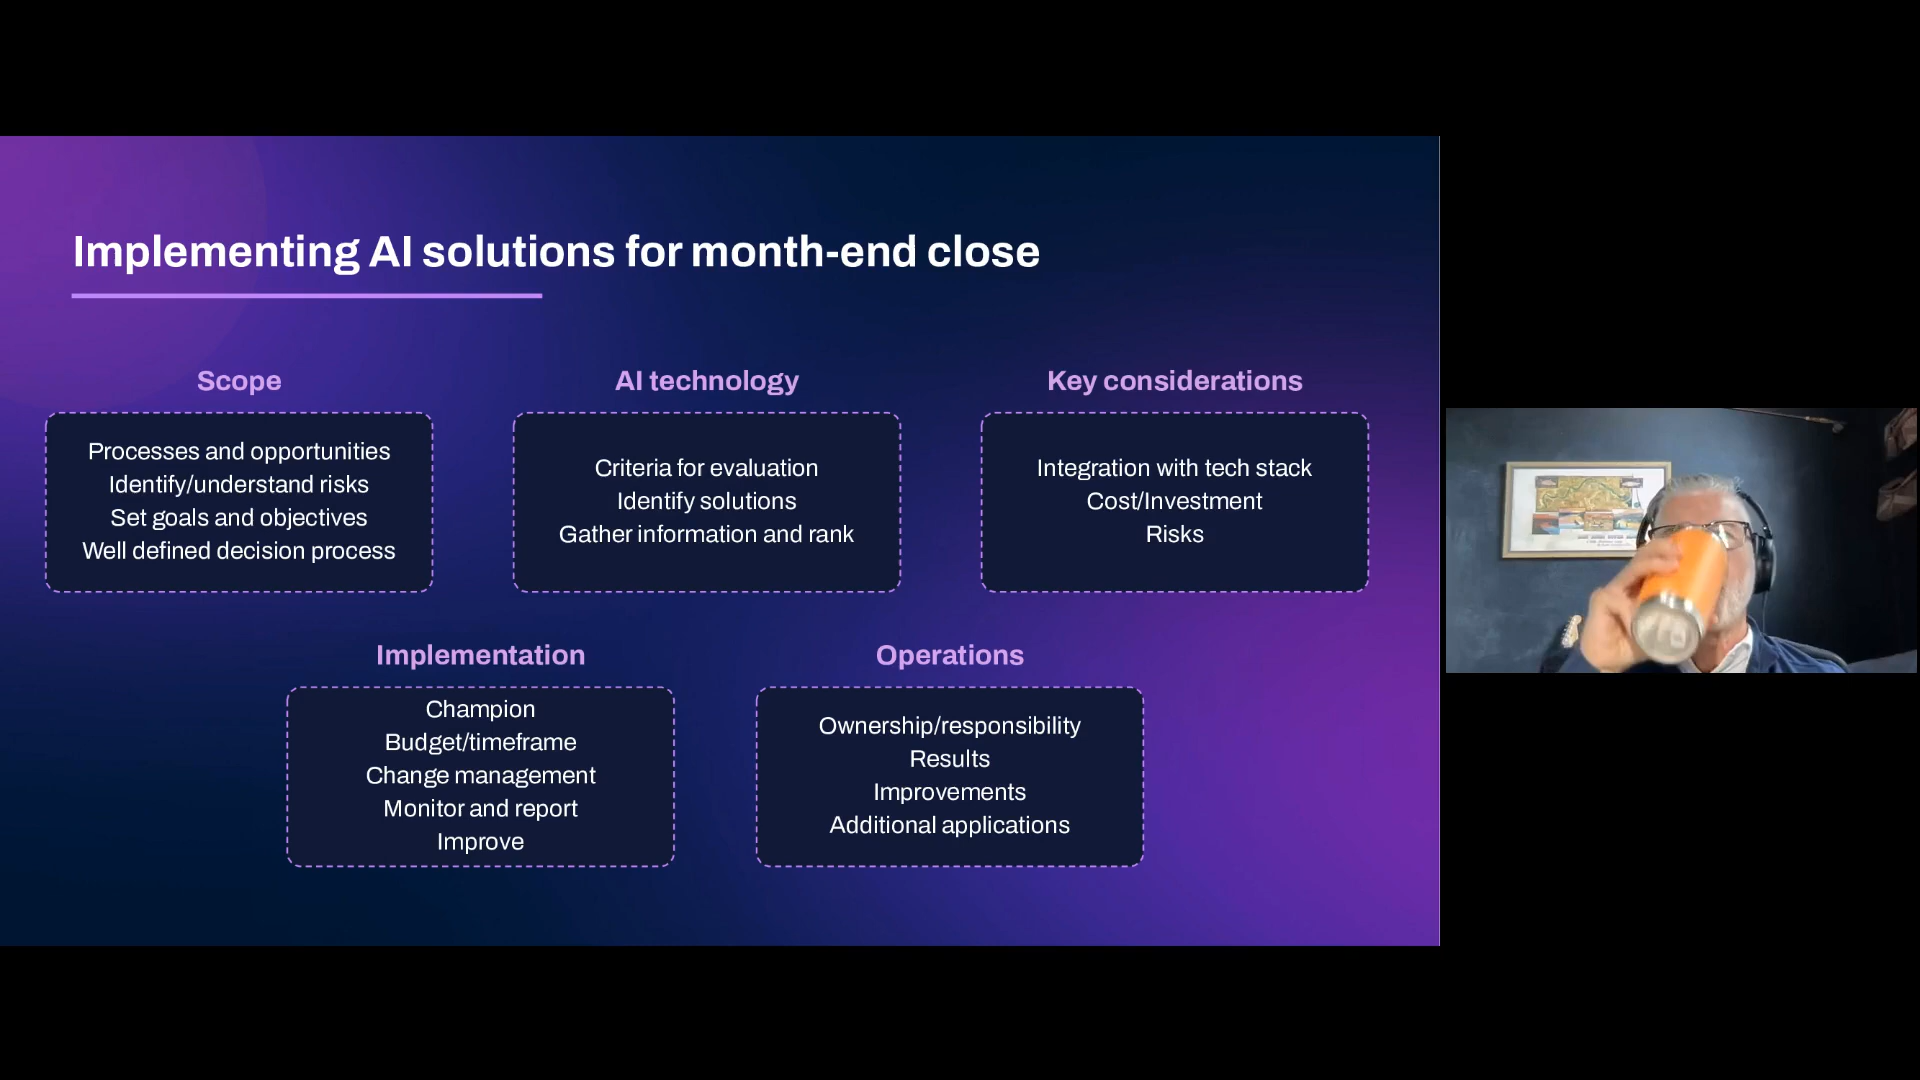 Implementing AI solutions for month-end close
Scope
Processes and opportunities
Identify/understand risks
Set goals and objectives
Well defined decision process
AI technology
Criteria for evaluation
Identify solutions
Gather information and rank
Key considerations
Integration with tech stack
Cost/Investment
Risks
Implementation
Champion
Budget/timeframe
Change management
Monitor and report
Improve
Operations
Ownership/responsibility
Results
Improvements
Additional applications